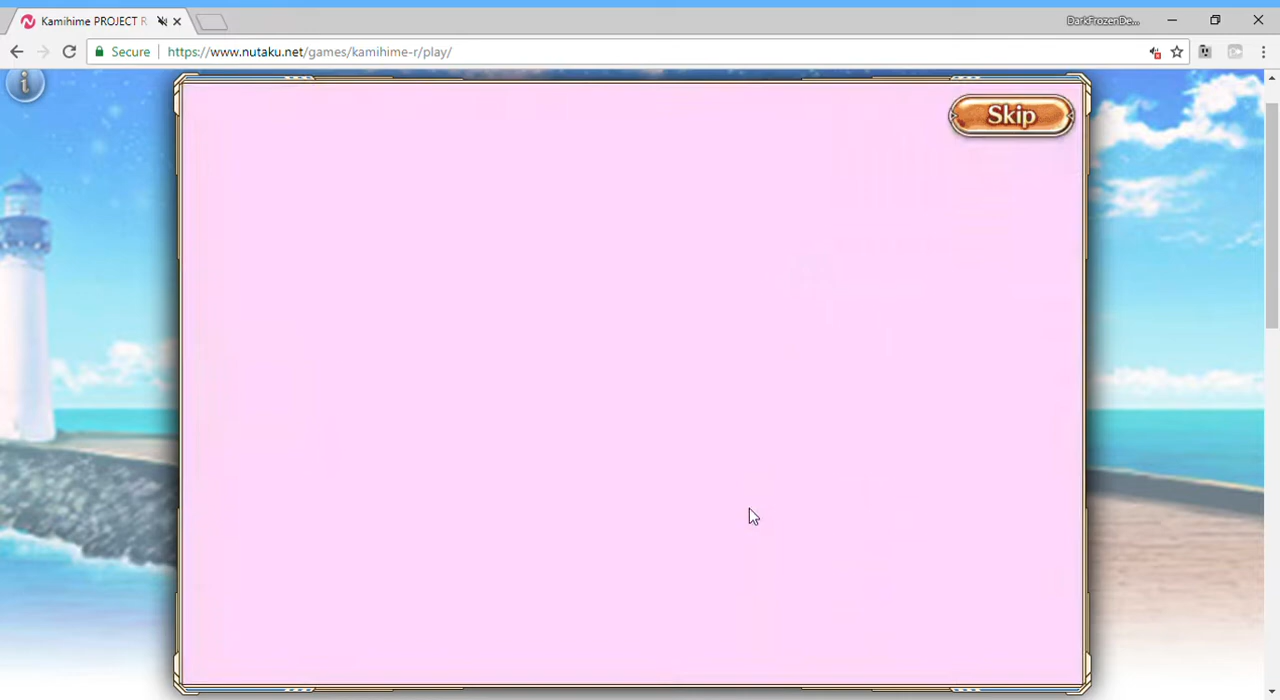 Kamihime PROJECT R
DarkFrozenDe...
Secure
https://www.nutaku.net/games/kamihime-r/play/
i
Skip